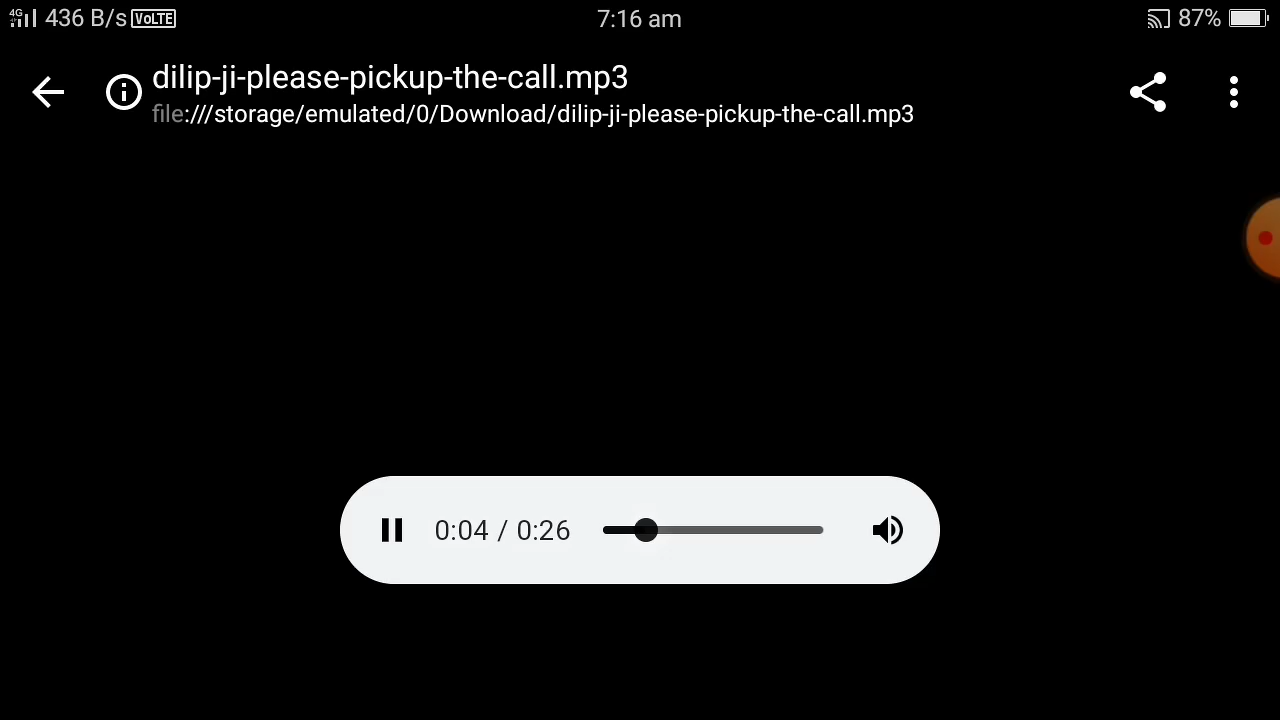 4G 436 B/s VoLTE 7:16 am 87%
dilip-ji-please-pickup-the-call.mp3
file:///storage/emulated/0/Download/dilip-ji-please-pickup-the-call.mp3
0:04 / 0:26